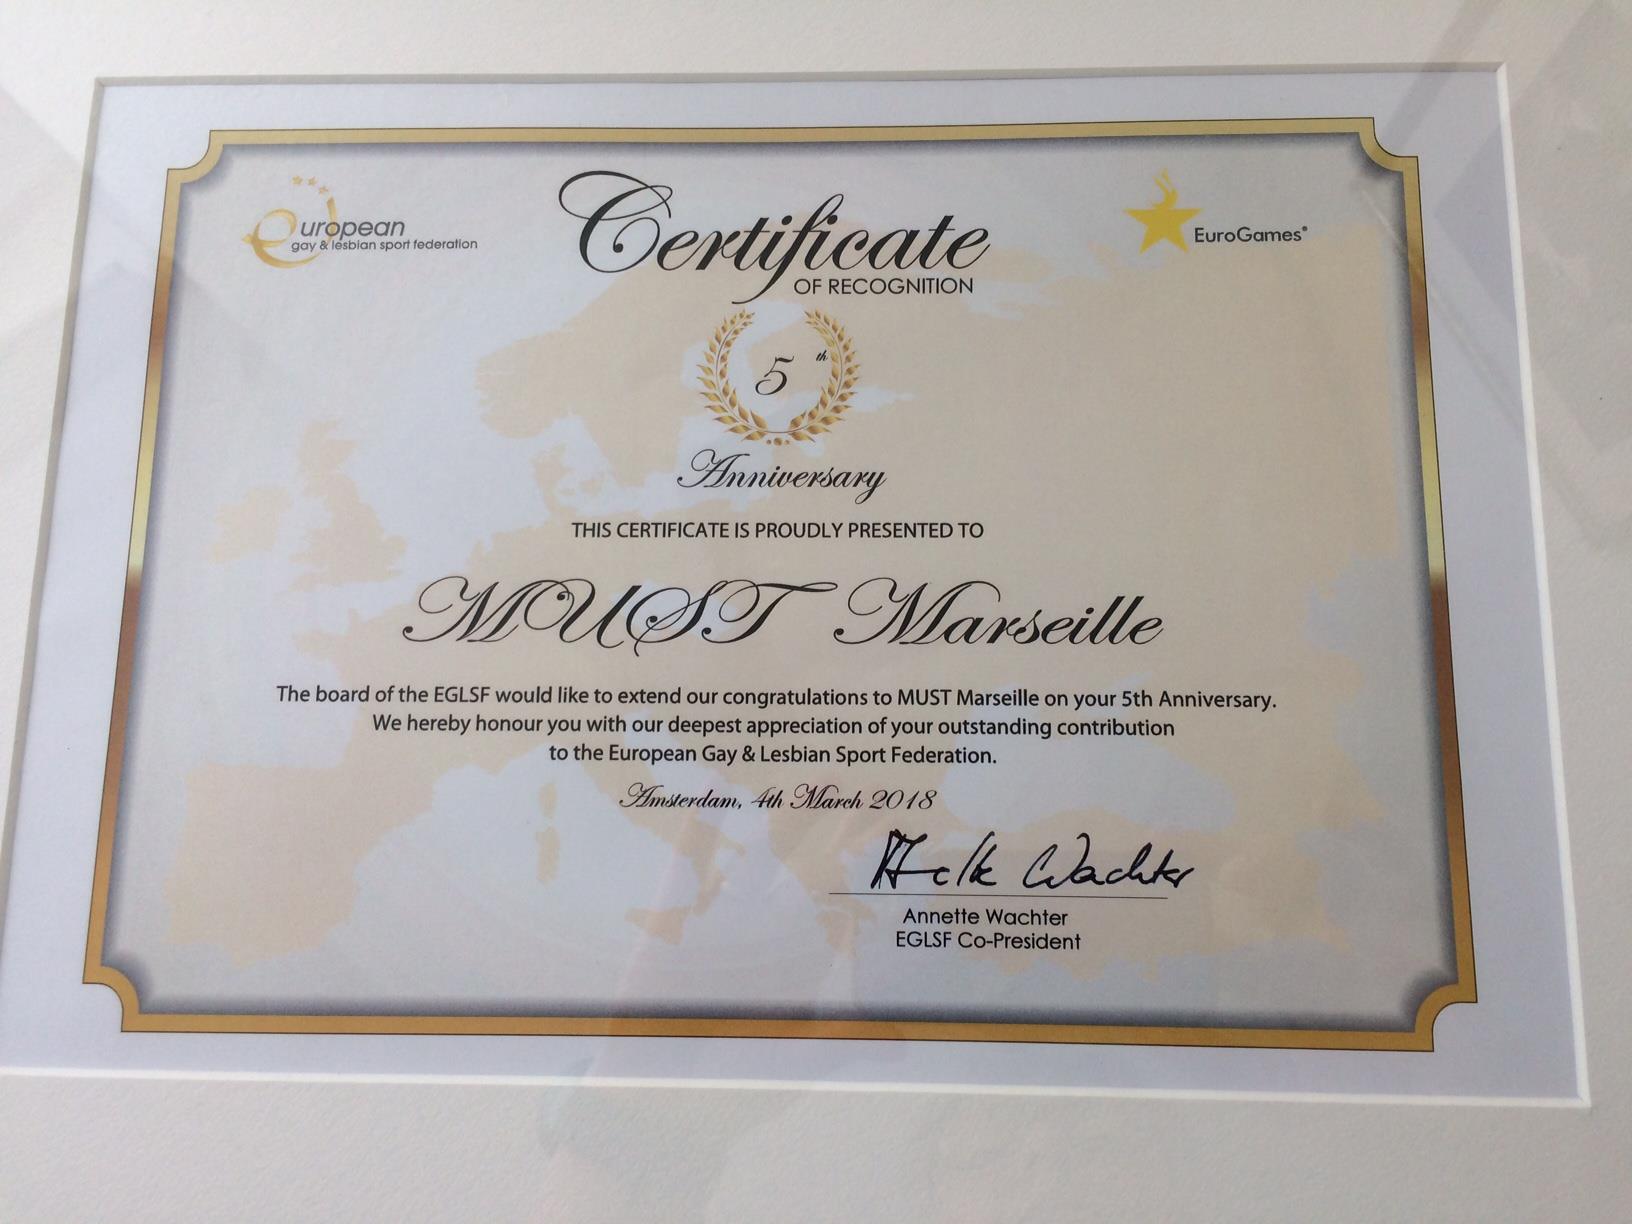 european
gay & lesbian sport federation
Certificate
OF RECOGNITION
EuroGames®
5th
Anniversary
THIS CERTIFICATE IS PROUDLY PRESENTED TO
MUST Marseille
The board of the EGLSF would like to extend our congratulations to MUST Marseille on your 5th Anniversary.
We hereby honour you with our deepest appreciation of your outstanding contribution
to the European Gay & Lesbian Sport Federation.
Amsterdam, 4th March 2018
Wachter
Annette Wachter
EGLSF Co-President